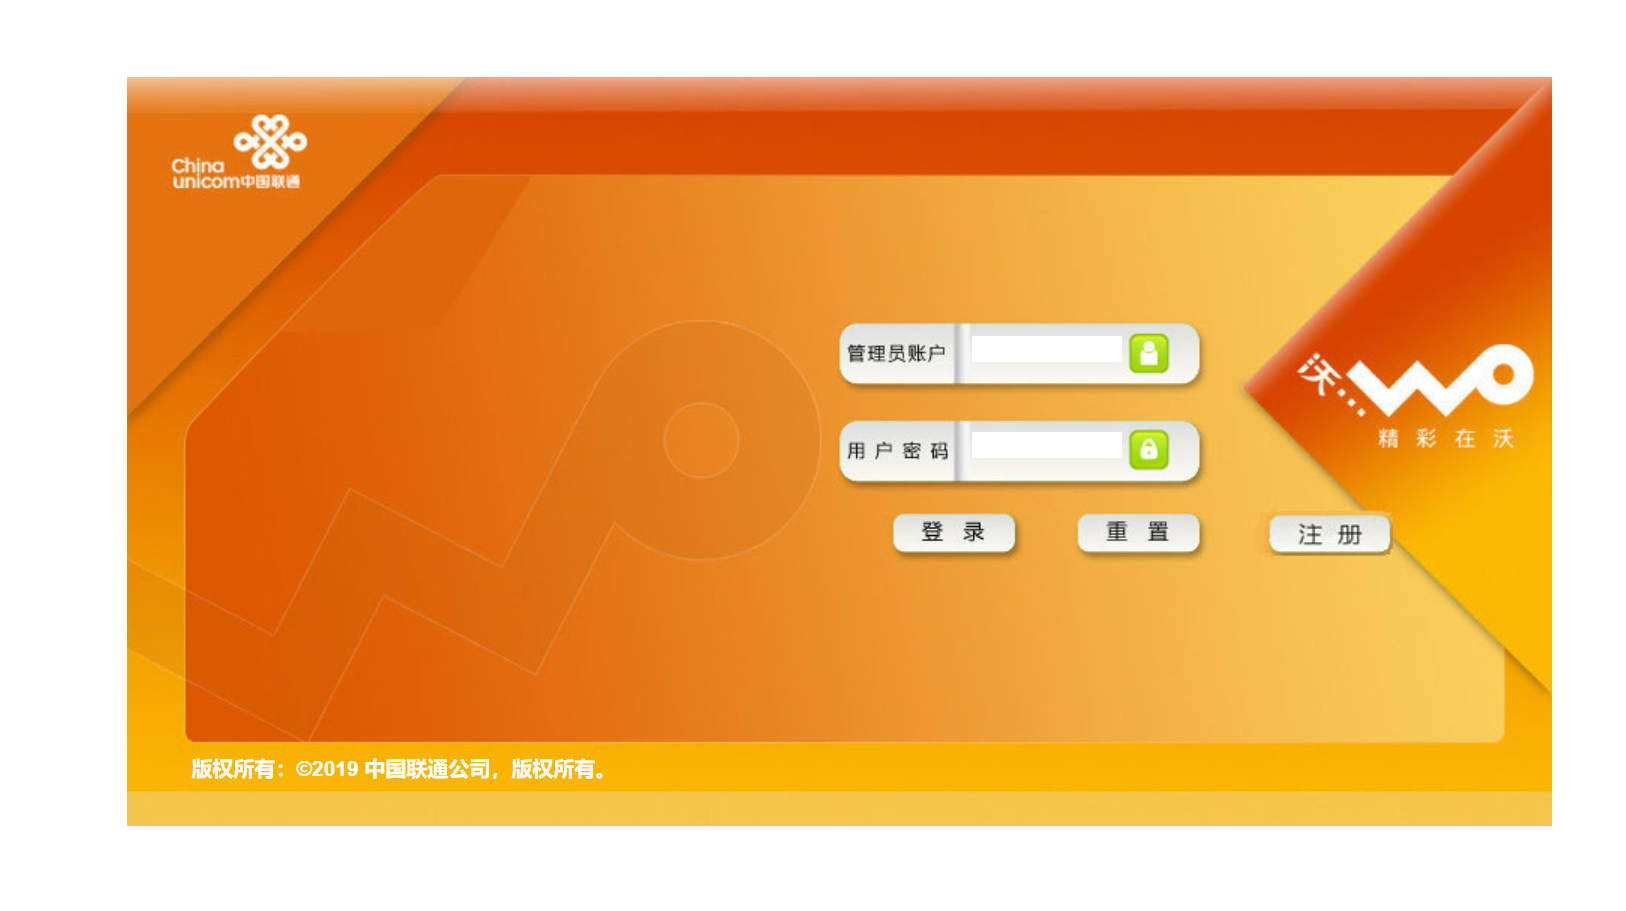 China
unicom中国联通
管理员账户
用户密码
沃...WO
精彩在沃
登录
重置
注册
版权所有：©2019 中国联通公司，版权所有。